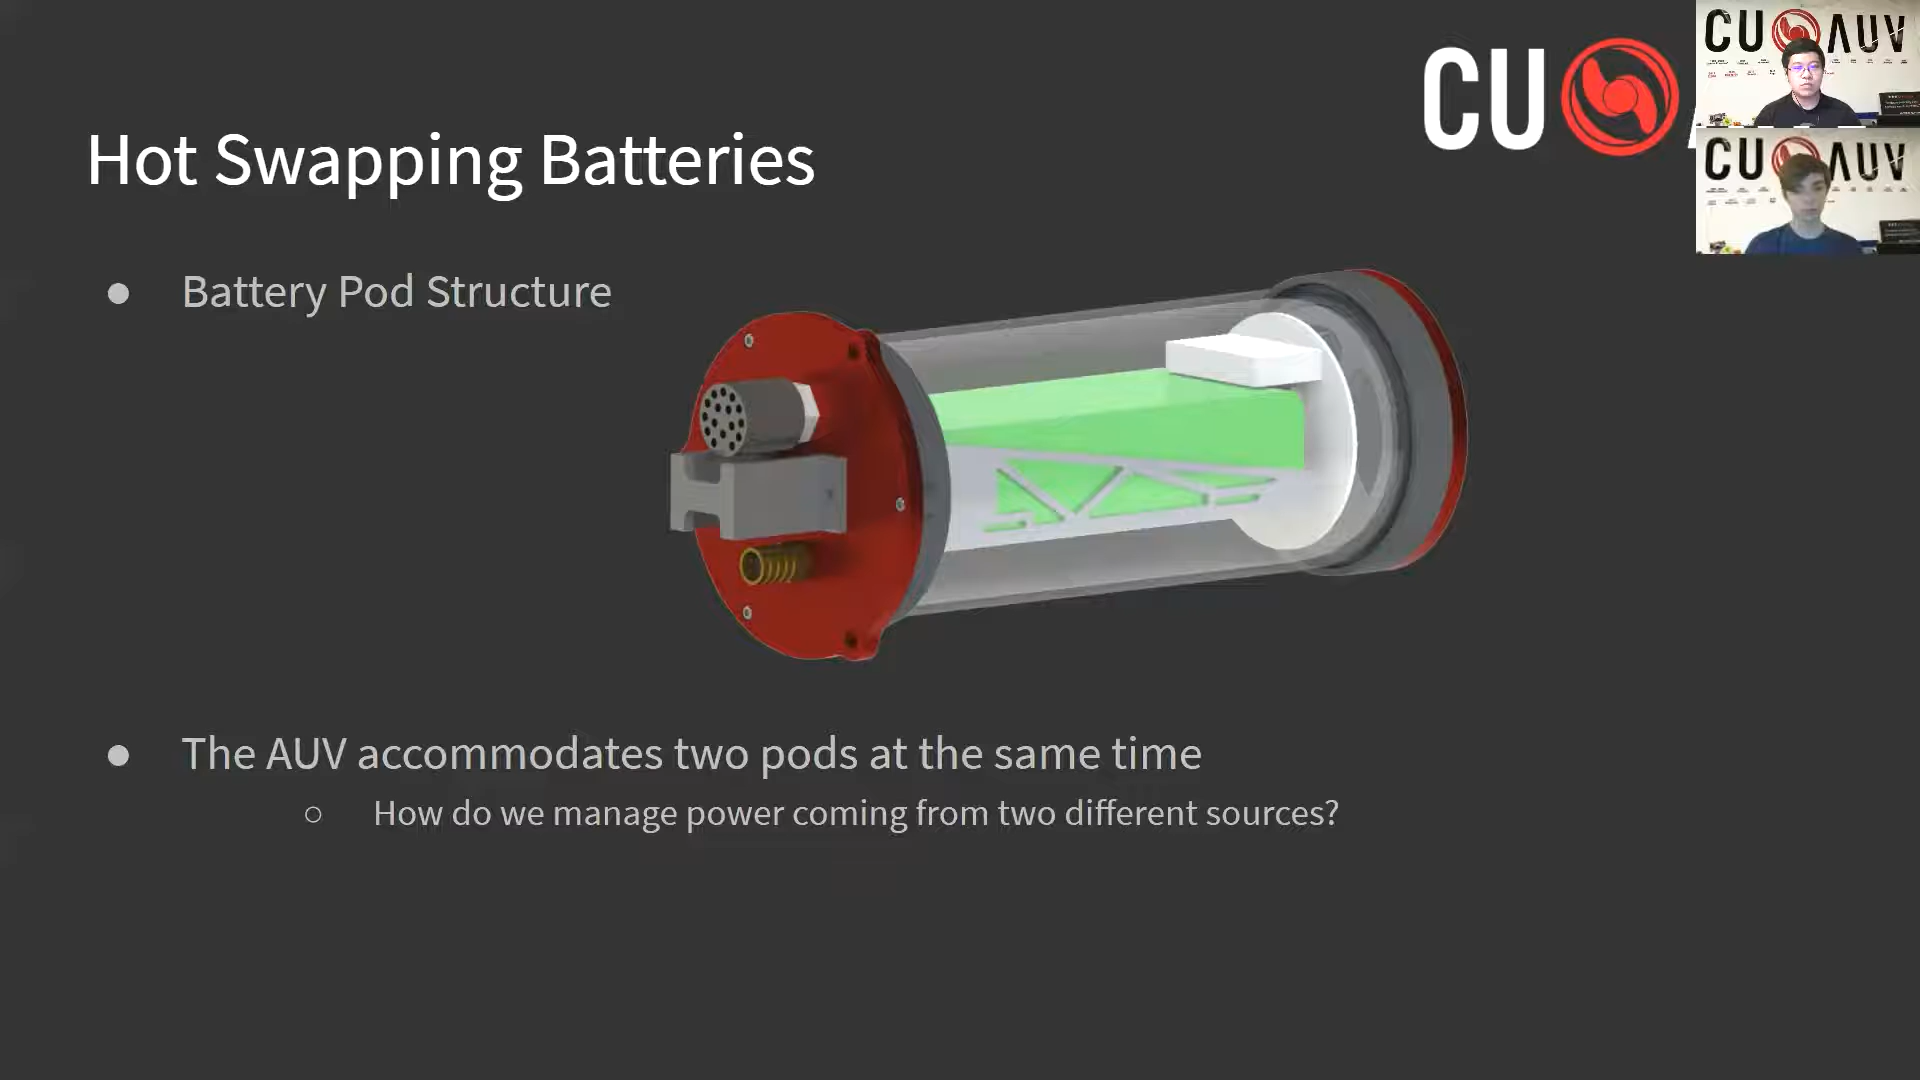 CU
CU AUV
CU AUV
Hot Swapping Batteries
● Battery Pod Structure
● The AUV accommodates two pods at the same time
○ How do we manage power coming from two different sources?